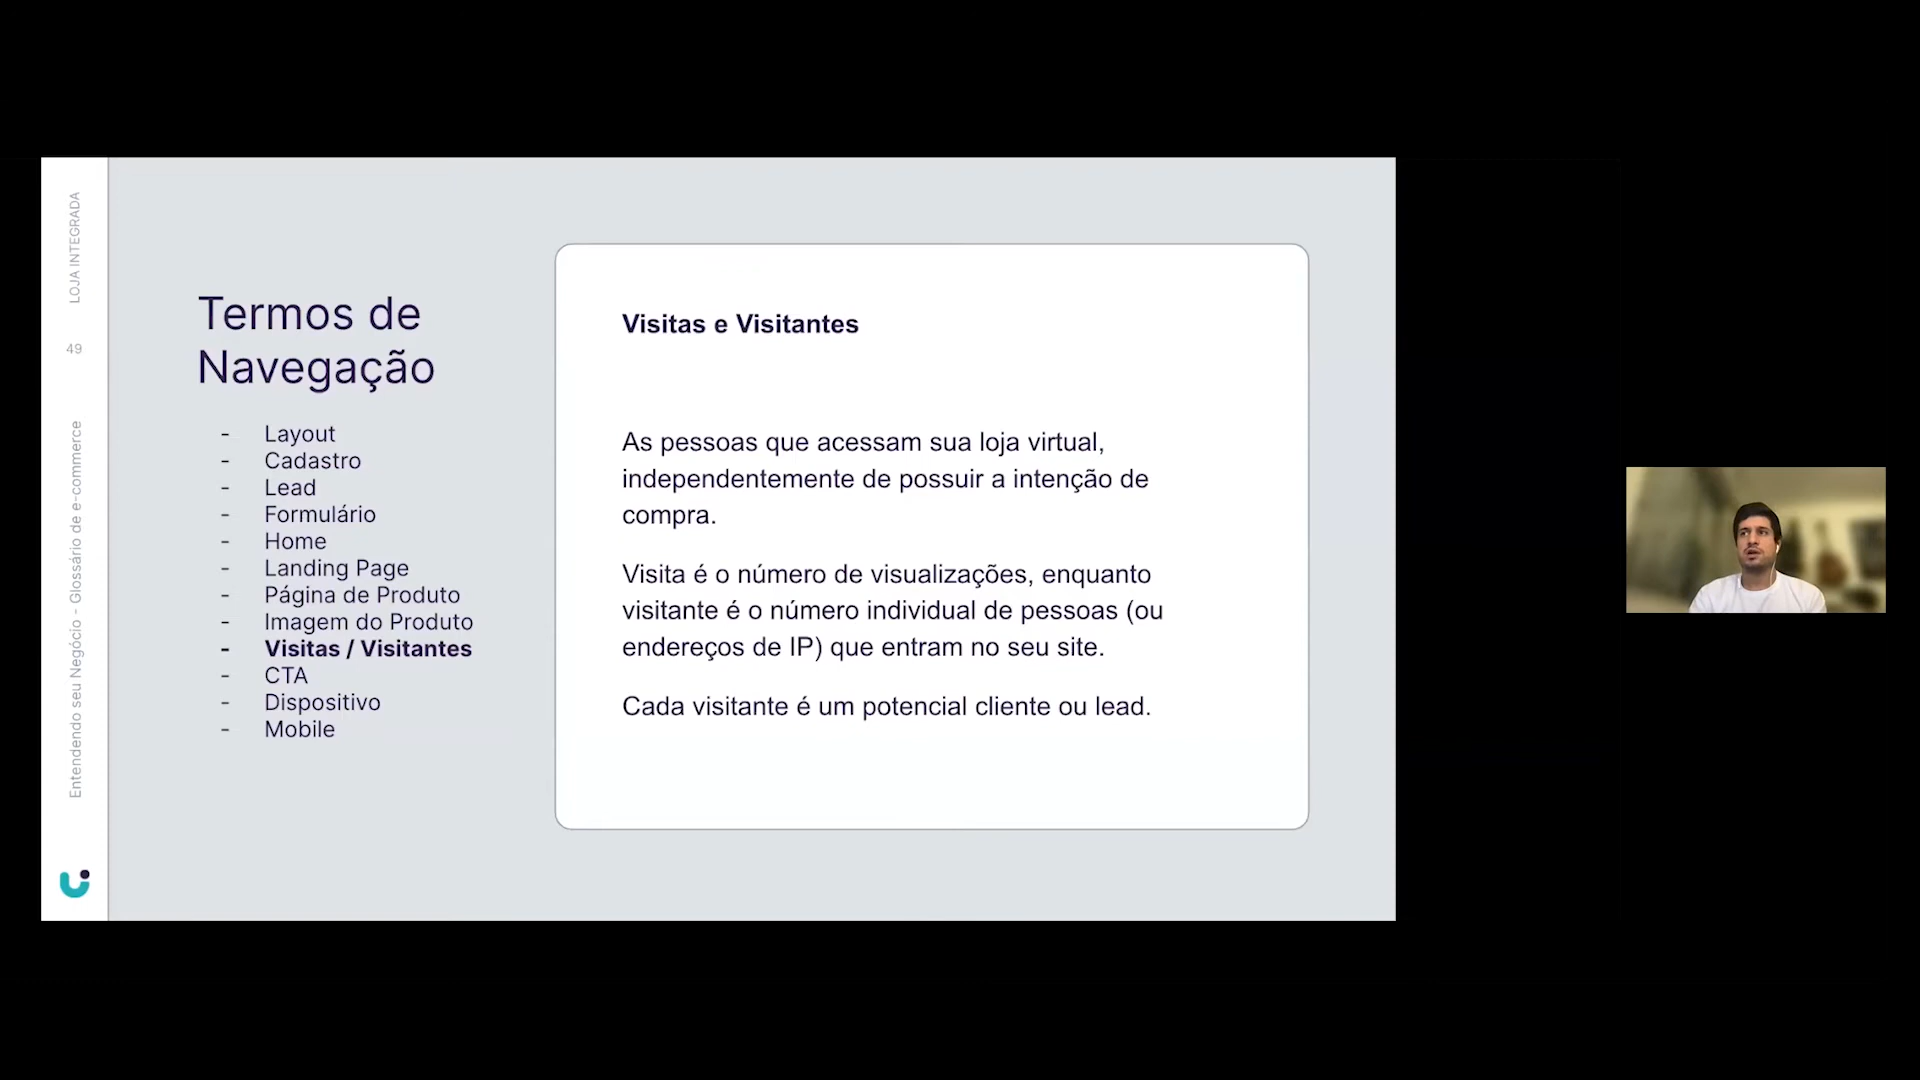 LOJA INTEGRADA
49
Entendendo seu Negócio - Glossário de e-commerce
Termos de
Navegação
- Layout
- Cadastro
- Lead
- Formulário
- Home
- Landing Page
- Página de Produto
- Imagem do Produto
- Visitas / Visitantes
- CTA
- Dispositivo
- Mobile
Visitas e Visitantes
As pessoas que acessam sua loja virtual,
independentemente de possuir a intenção de
compra.
Visita é o número de visualizações, enquanto
visitante é o número individual de pessoas (ou
endereços de IP) que entram no seu site.
Cada visitante é um potencial cliente ou lead.